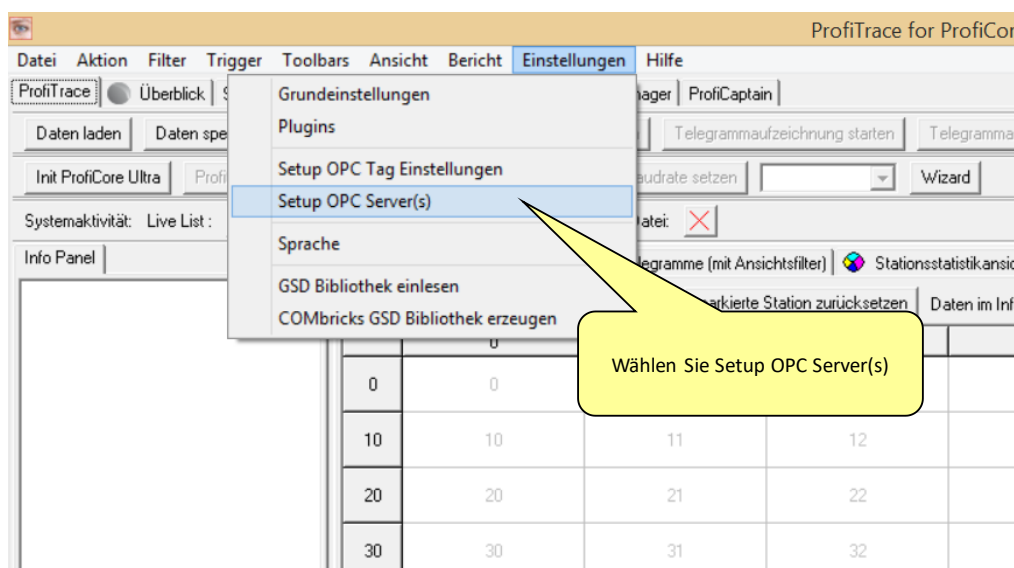 ProfiTrace for ProfiCor
Datei Aktion Filter Trigger Toolbars Ansicht Bericht Einstellungen Hilfe
ProfiTrace Überblick S ager ProfiCaptain
Grundeinstellungen
Plugins
Setup OPC Tag Einstellungen
Setup OPC Server(s)
Sprache
GSD Bibliothek einlesen
COMbricks GSD Bibliothek erzeugen
Daten laden Daten spe Telegrammaufzeichnung starten Telegramma
Init ProfiCore Ultra Profi audrate setzen Wizard
Systemaktivität: Live List : atei:
Info Panel legramme (mit Ansichtsfilter) Stationsstatistikansic
arkierte Station zurücksetzen Daten im Inf
Wählen Sie Setup OPC Server(s)
0
0 0
10 10 11 12
20 20 21 22
30 30 31 32